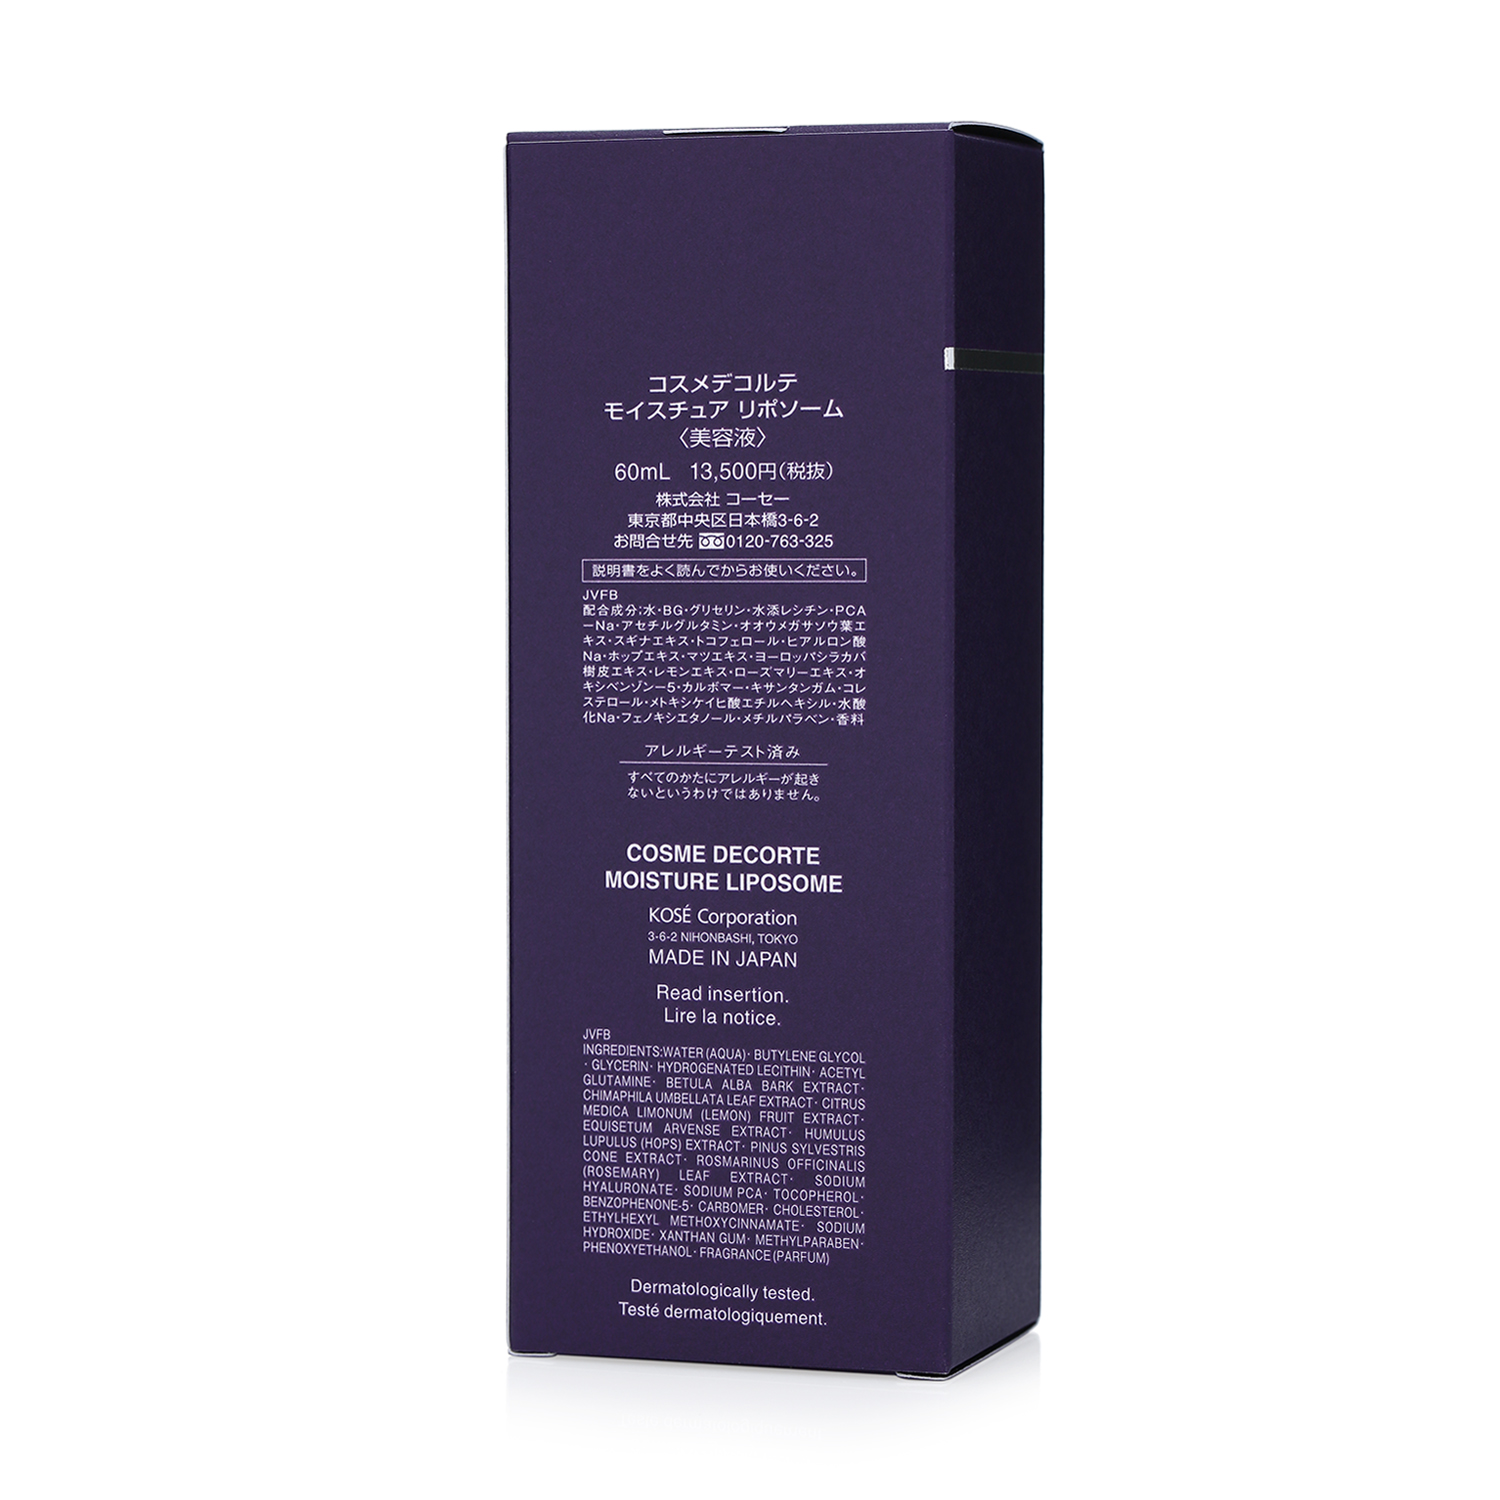 コスメデコルテ
モイスチュア リポソーム
〈美容液〉
60mL 13,500円(税抜)
株式会社 コーセー
東京都中央区日本橋3-6-2
お問合せ先 0120-763-325
説明書をよく読んでからお使いください。
JVFB
配合成分:水・BG・グリセリン・水添レシチン・PCA
ーNa・アセチルグルタミン・オオウメガサソウ葉エ
キス・スギナエキス・トコフェロール・ヒアルロン酸
Na・ホップエキス・マツエキス・ヨーロッパシラカバ
樹皮エキス・レモンエキス・ローズマリーエキス・オ
キシベンゾン-5・カルボマー・キサンタンガム・コレ
ステロール・メトキシケイヒ酸エチルヘキシル・水酸
化Na・フェノキシエタノール・メチルパラベン・香料
アレルギーテスト済み
すべてのかたにアレルギーが起き
ないというわけではありません。
COSME DECORTE
MOISTURE LIPOSOME
KOSÉ Corporation
3-6-2 NIHONBASHI, TOKYO
MADE IN JAPAN
Read insertion.
Lire la notice.
JVFB
INGREDIENTS:WATER (AQUA)· BUTYLENE GLYCOL
· GLYCERIN· HYDROGENATED LECITHIN· ACETYL
GLUTAMINE· BETULA ALBA BARK EXTRACT·
CHIMAPHILA UMBELLATA LEAF EXTRACT· CITRUS
MEDICA LIMONUM (LEMON) FRUIT EXTRACT·
EQUISETUM ARVENSE EXTRACT· HUMULUS
LUPULUS (HOPS) EXTRACT· PINUS SYLVESTRIS
CONE EXTRACT· ROSMARINUS OFFICINALIS
(ROSEMARY) LEAF EXTRACT· SODIUM
HYALURONATE· SODIUM PCA· TOCOPHEROL·
BENZOPHENONE-5· CARBOMER· CHOLESTEROL·
ETHYLHEXYL METHOXYCINNAMATE· SODIUM
HYDROXIDE· XANTHAN GUM· METHYLPARABEN·
PHENOXYETHANOL· FRAGRANCE (PARFUM)
Dermatologically tested.
Testé dermatologiquement.